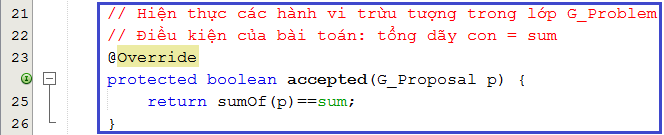 21 // Hiện thực các hành vi trừu tượng trong lớp G_Problem
22 // Điều kiện của bài toán: tổng dãy con = sum
23 @Override
protected boolean accepted(G_Proposal p) {
25 return sumOf(p)==sum;
26 }